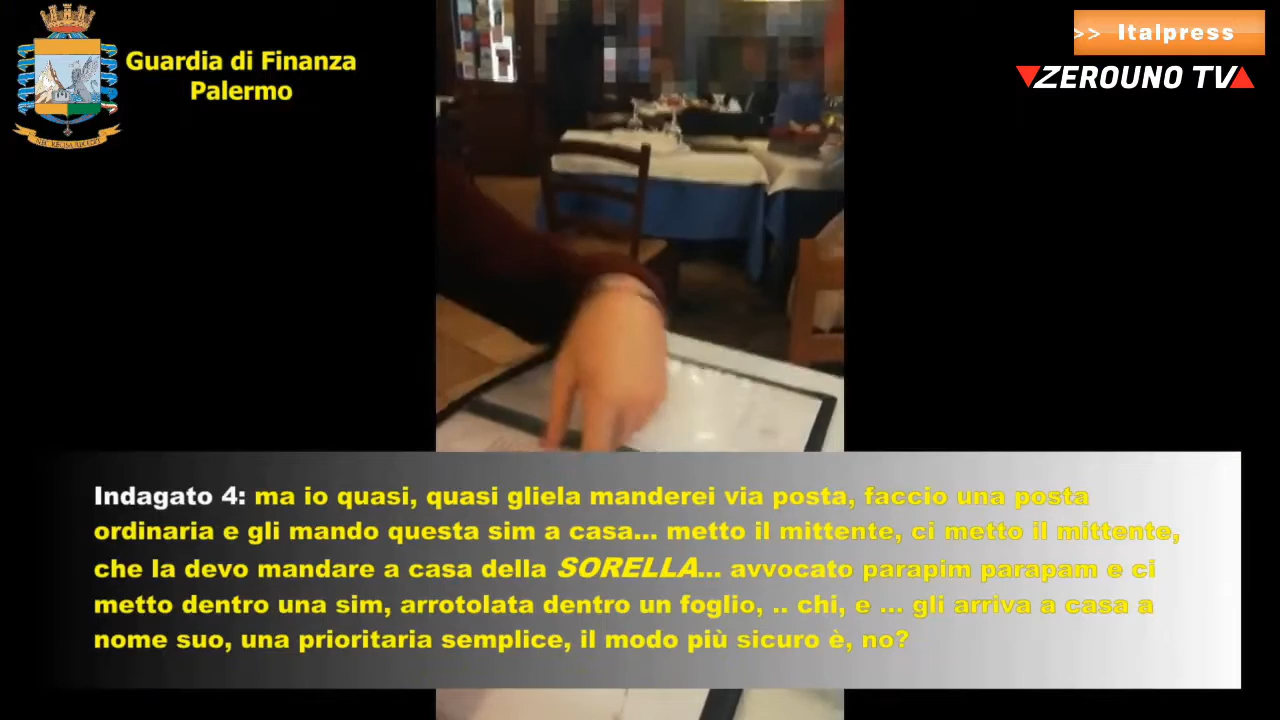 Guardia di Finanza
Palermo
>> Italpress
ZEROUNO TV
Indagato 4: ma io quasi, quasi gliela manderei via posta, faccio una posta
ordinaria e gli mando questa sim a casa... metto il mittente, ci metto il mittente,
che la devo mandare a casa della SORELLA... avvocato parapim parapam e ci
metto dentro una sim, arrotolata dentro un foglio, .. chi, e ... gli arriva a casa a
nome suo, una prioritaria semplice, il modo più sicuro è, no?